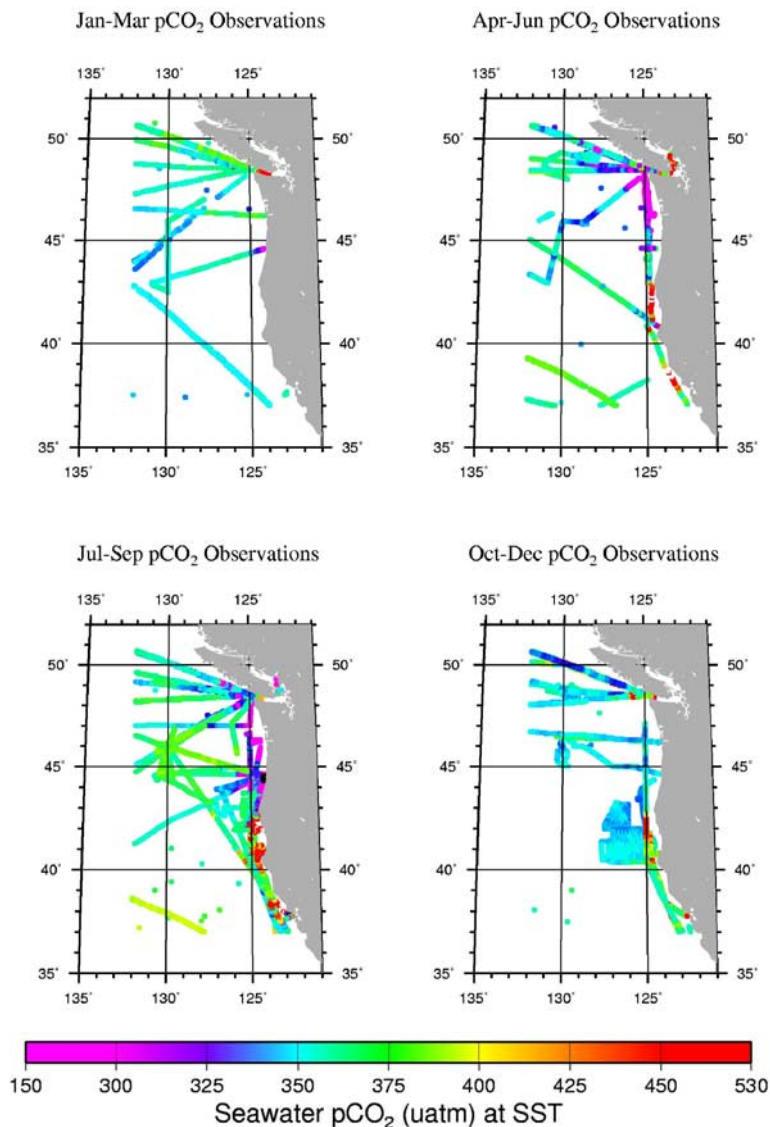 Jan-Mar pCO₂ Observations
Apr-Jun pCO₂ Observations
135˚ 130˚ 125˚
135˚ 130˚ 125˚
50˚ 50˚
50˚ 50˚
45˚ 45˚
45˚ 45˚
40˚ 40˚
40˚ 40˚
35˚ 35˚
35˚ 35˚
135˚ 130˚ 125˚
135˚ 130˚ 125˚
Jul-Sep pCO₂ Observations
Oct-Dec pCO₂ Observations
135˚ 130˚ 125˚
135˚ 130˚ 125˚
50˚ 50˚
50˚ 50˚
45˚ 45˚
45˚ 45˚
40˚ 40˚
40˚ 40˚
35˚ 35˚
35˚ 35˚
135˚ 130˚ 125˚
135˚ 130˚ 125˚
150 300 325 350 375 400 425 450 530
Seawater pCO₂ (uatm) at SST